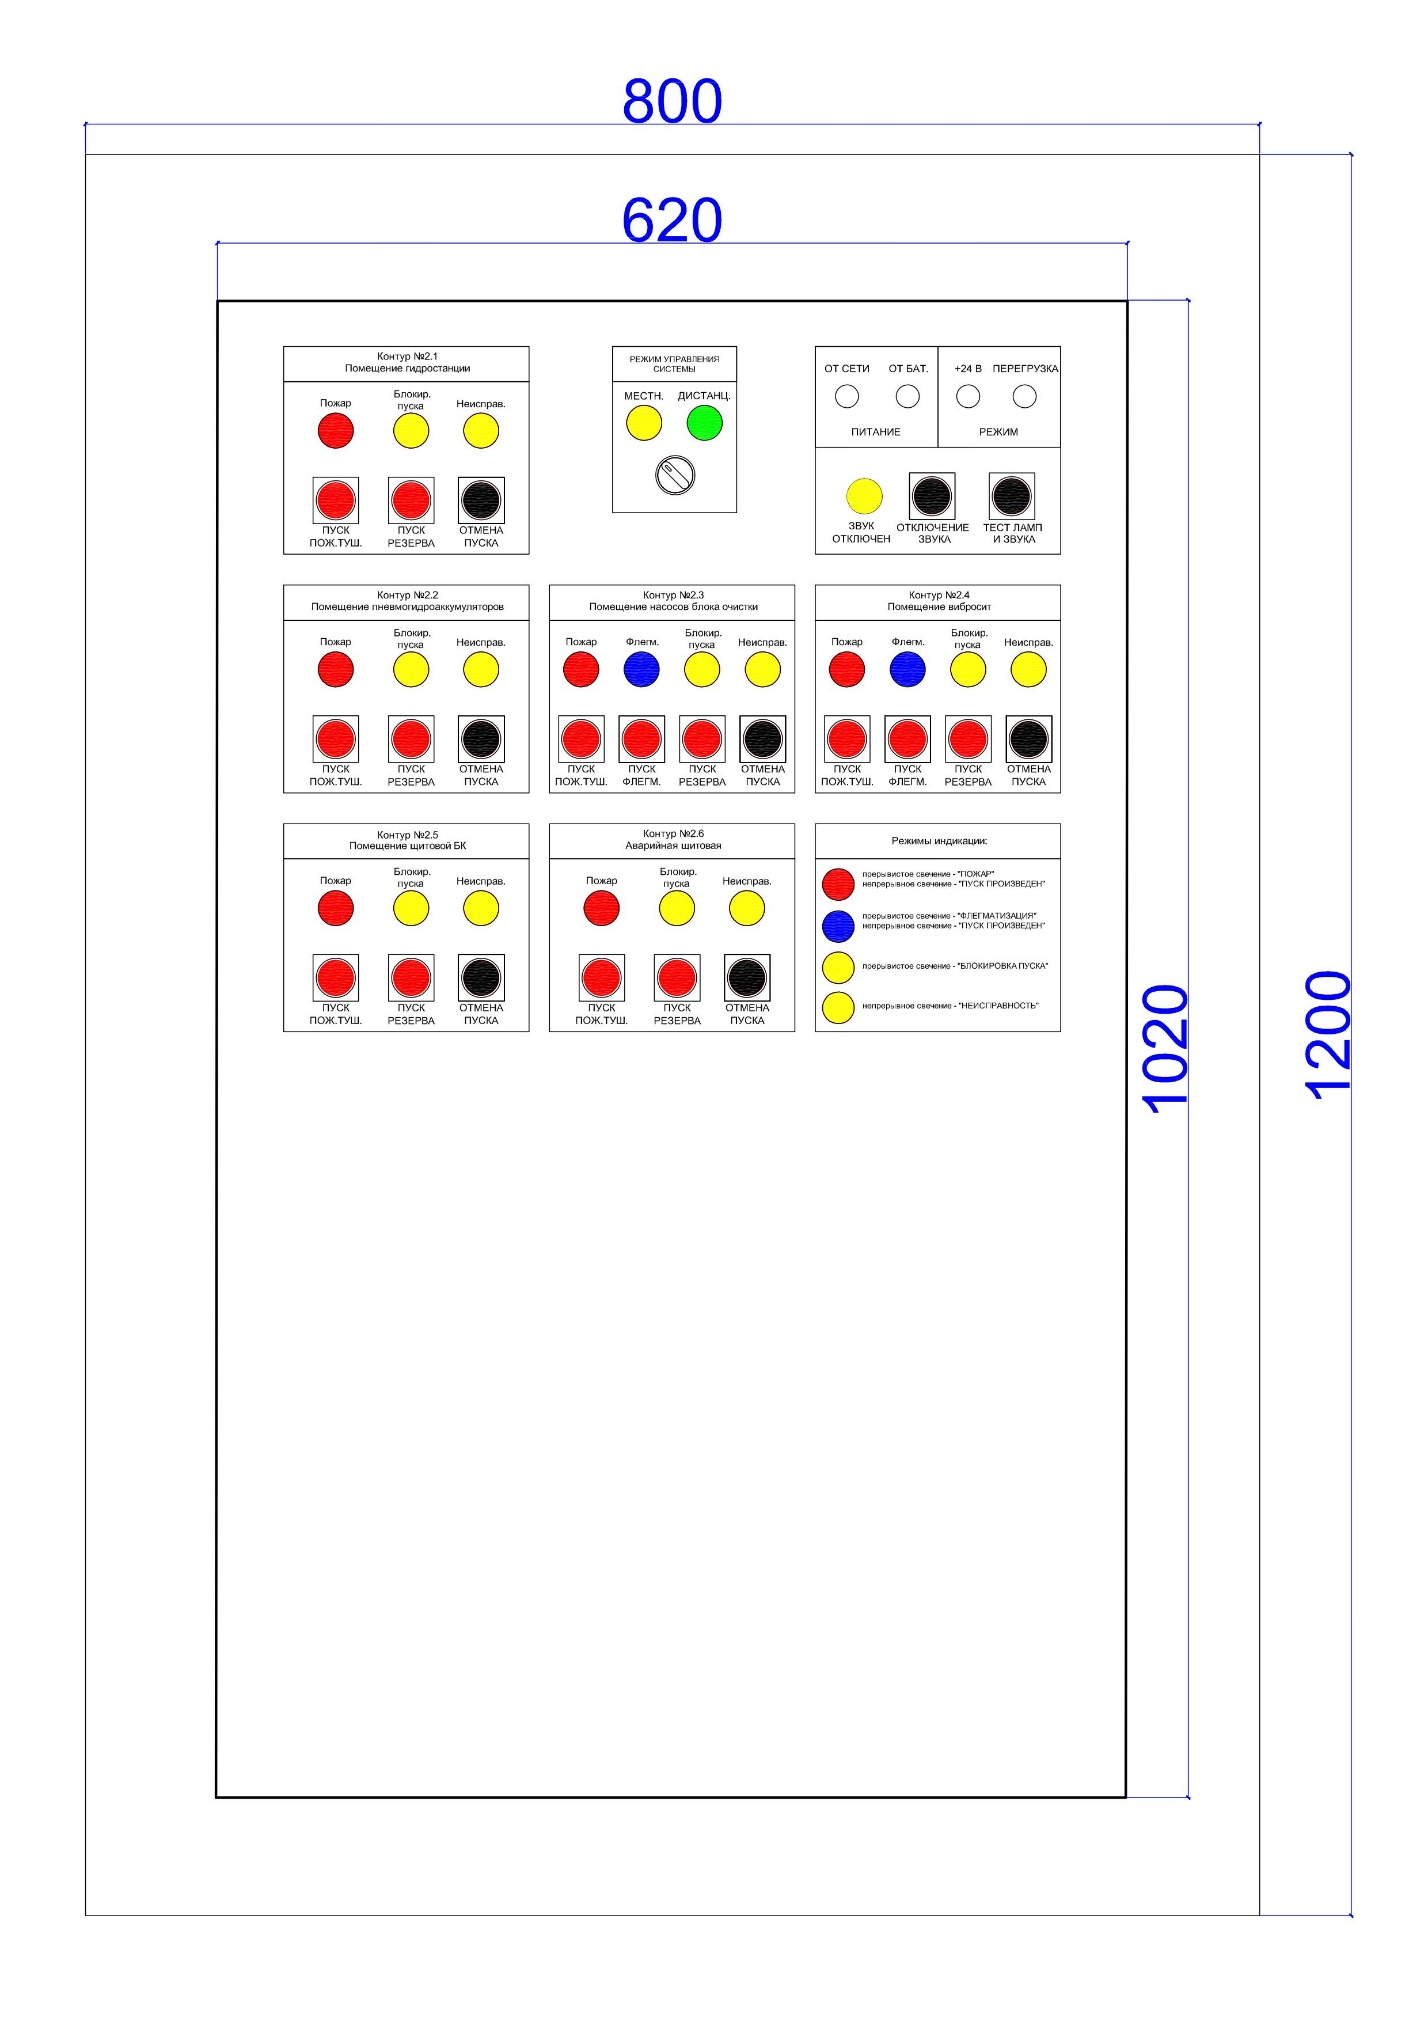 800
620
Контур №2.1
Помещение гидростанции
Пожар
Блокир.
пуска
Неисправ.
ПУСК
ПОЖ.ТУШ.
ПУСК
РЕЗЕРВА
ОТМЕНА
ПУСКА
РЕЖИМ УПРАВЛЕНИЯ
СИСТЕМЫ
МЕСТН.
ДИСТАНЦ.
ОТ СЕТИ
ОТ БАТ.
+24 В
ПЕРЕГРУЗКА
ПИТАНИЕ
РЕЖИМ
ЗВУК
ОТКЛЮЧЕН
ОТКЛЮЧЕНИЕ
ЗВУКА
ТЕСТ ЛАМП
И ЗВУКА
Контур №2.2
Помещение пневмогидроаккумуляторов
Пожар
Блокир.
пуска
Неисправ.
ПУСК
ПОЖ.ТУШ.
ПУСК
РЕЗЕРВА
ОТМЕНА
ПУСКА
Контур №2.3
Помещение насосов блока очистки
Пожар
Флегм.
Блокир.
пуска
Неисправ.
ПУСК
ПОЖ.ТУШ.
ПУСК
ФЛЕГМ.
ПУСК
РЕЗЕРВА
ОТМЕНА
ПУСКА
Контур №2.4
Помещение вибросит
Пожар
Флегм.
Блокир.
пуска
Неисправ.
ПУСК
ПОЖ.ТУШ.
ПУСК
ФЛЕГМ.
ПУСК
РЕЗЕРВА
ОТМЕНА
ПУСКА
Контур №2.5
Помещение щитовой БК
Пожар
Блокир.
пуска
Неисправ.
ПУСК
ПОЖ.ТУШ.
ПУСК
РЕЗЕРВА
ОТМЕНА
ПУСКА
Контур №2.6
Аварийная щитовая
Пожар
Блокир.
пуска
Неисправ.
ПУСК
ПОЖ.ТУШ.
ПУСК
РЕЗЕРВА
ОТМЕНА
ПУСКА
Режимы индикации:
прерывистое свечение - "ПОЖАР"
непрерывное свечение - "ПУСК ПРОИЗВЕДЕН"
прерывистое свечение - "ФЛЕГМАТИЗАЦИЯ"
непрерывное свечение - "ПУСК ПРОИЗВЕДЕН"
прерывистое свечение - "БЛОКИРОВКА ПУСКА"
непрерывное свечение - "НЕИСПРАВНОСТЬ"
1020
1200